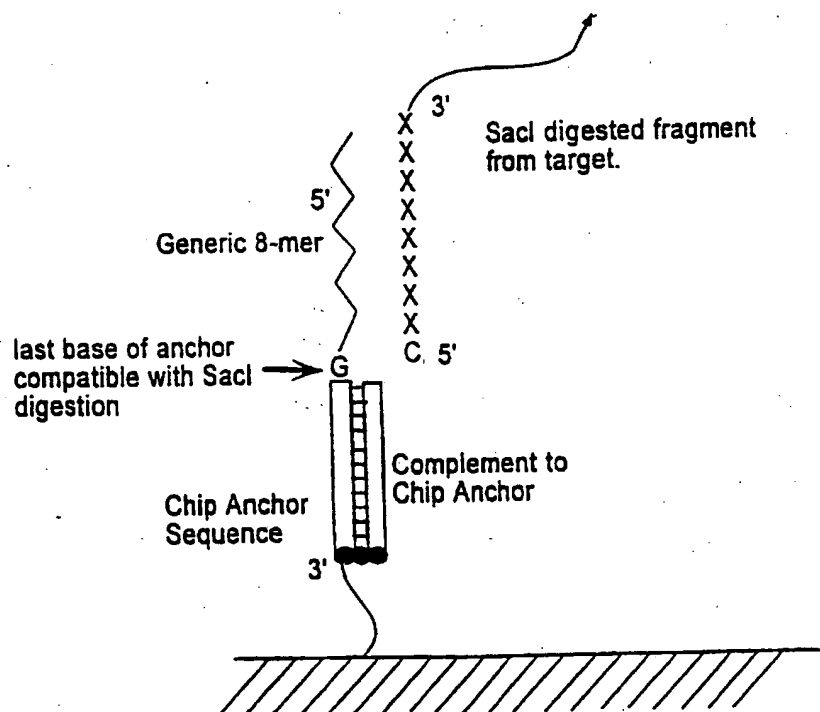 3'
SacI digested fragment
from target.
5'
Generic 8-mer
X
X
X
X
X
X
X
X
C 5'
last base of anchor
compatible with SacI
digestion
G
Complement to
Chip Anchor
Chip Anchor
Sequence
3'